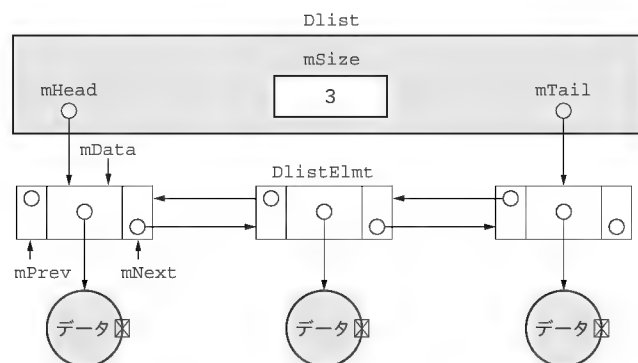 Dlist
mSize
mHead
3
mTail
mData
DlistElmt
mPrev
mNext
データ
データ
データ